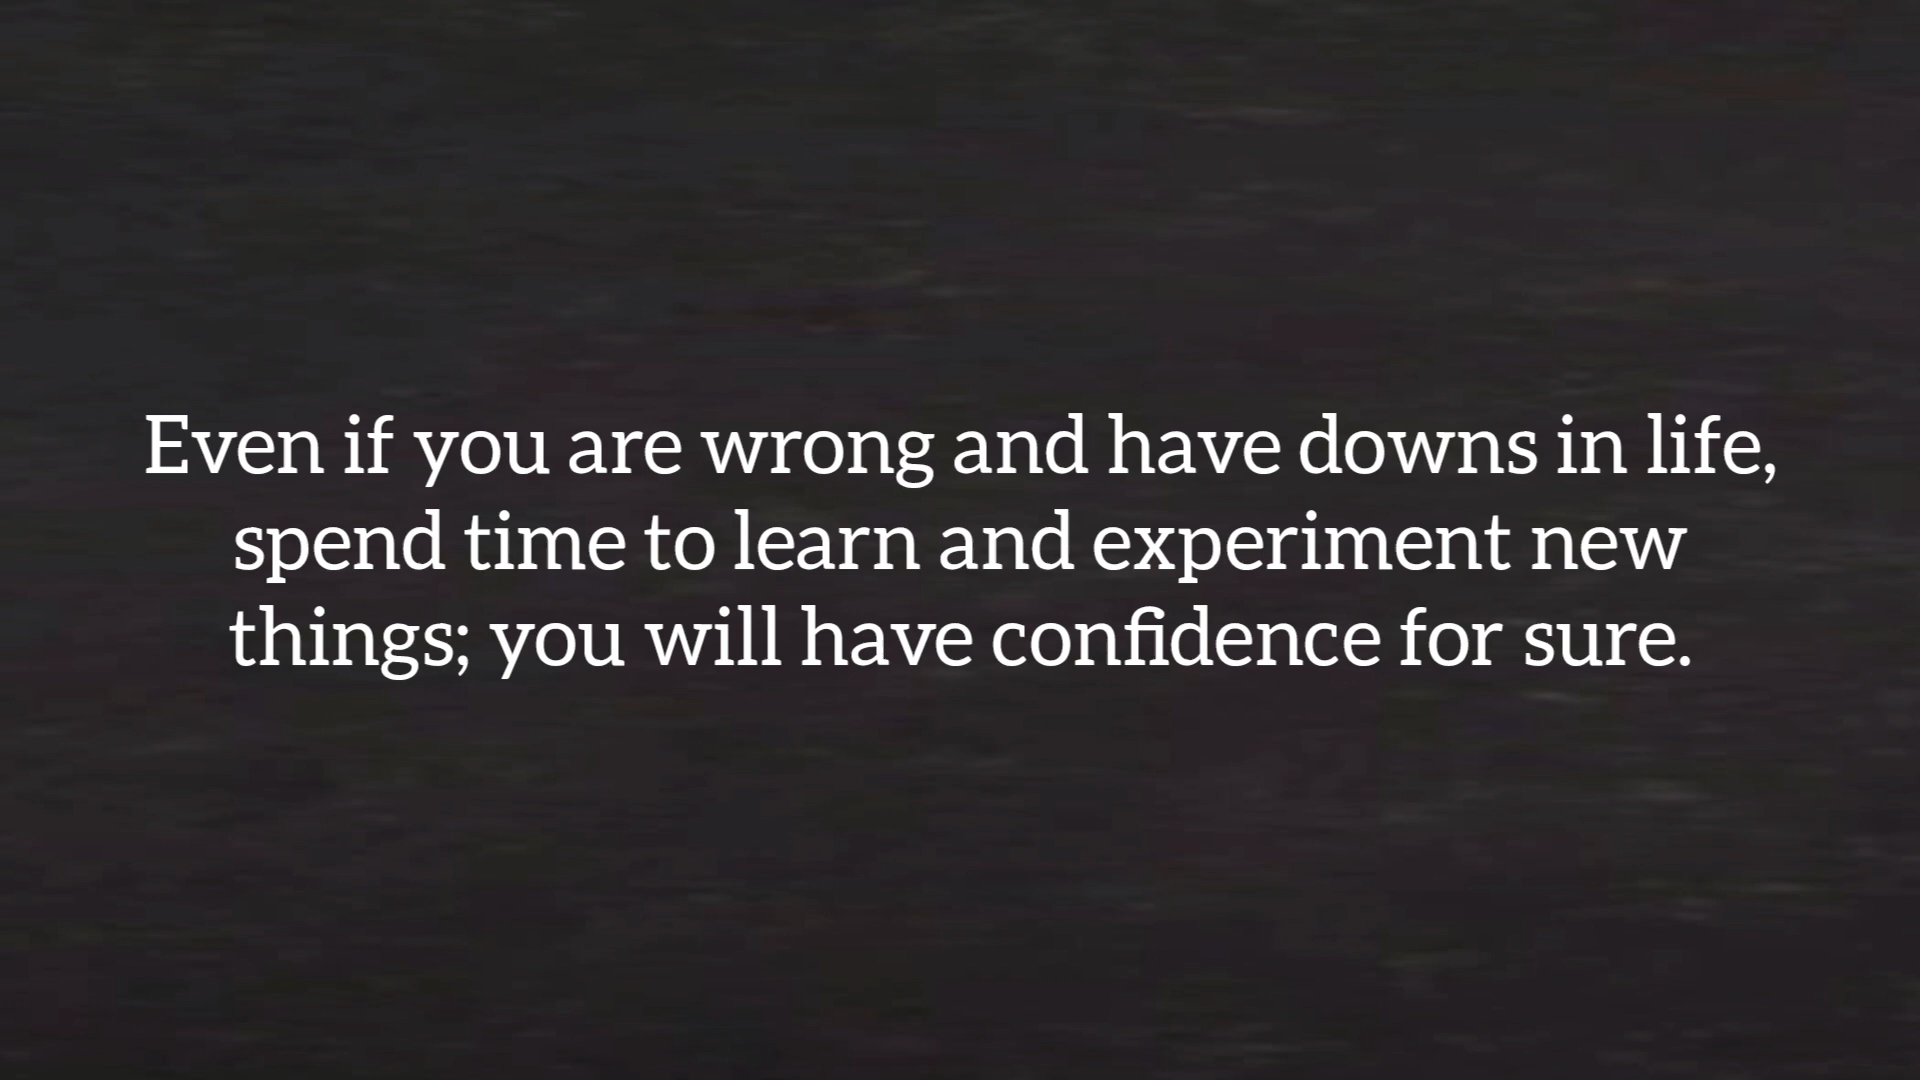 Even if you are wrong and have downs in life,
spend time to learn and experiment new
things; you will have confidence for sure.